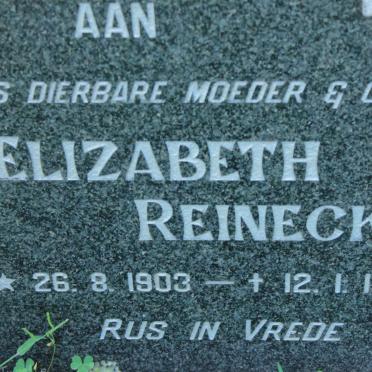 AAN
DIERBARE MOEDER &
ELIZABETH
REINECK
★ 26. 8. 1903 — † 12. 1.
RUS IN VREDE